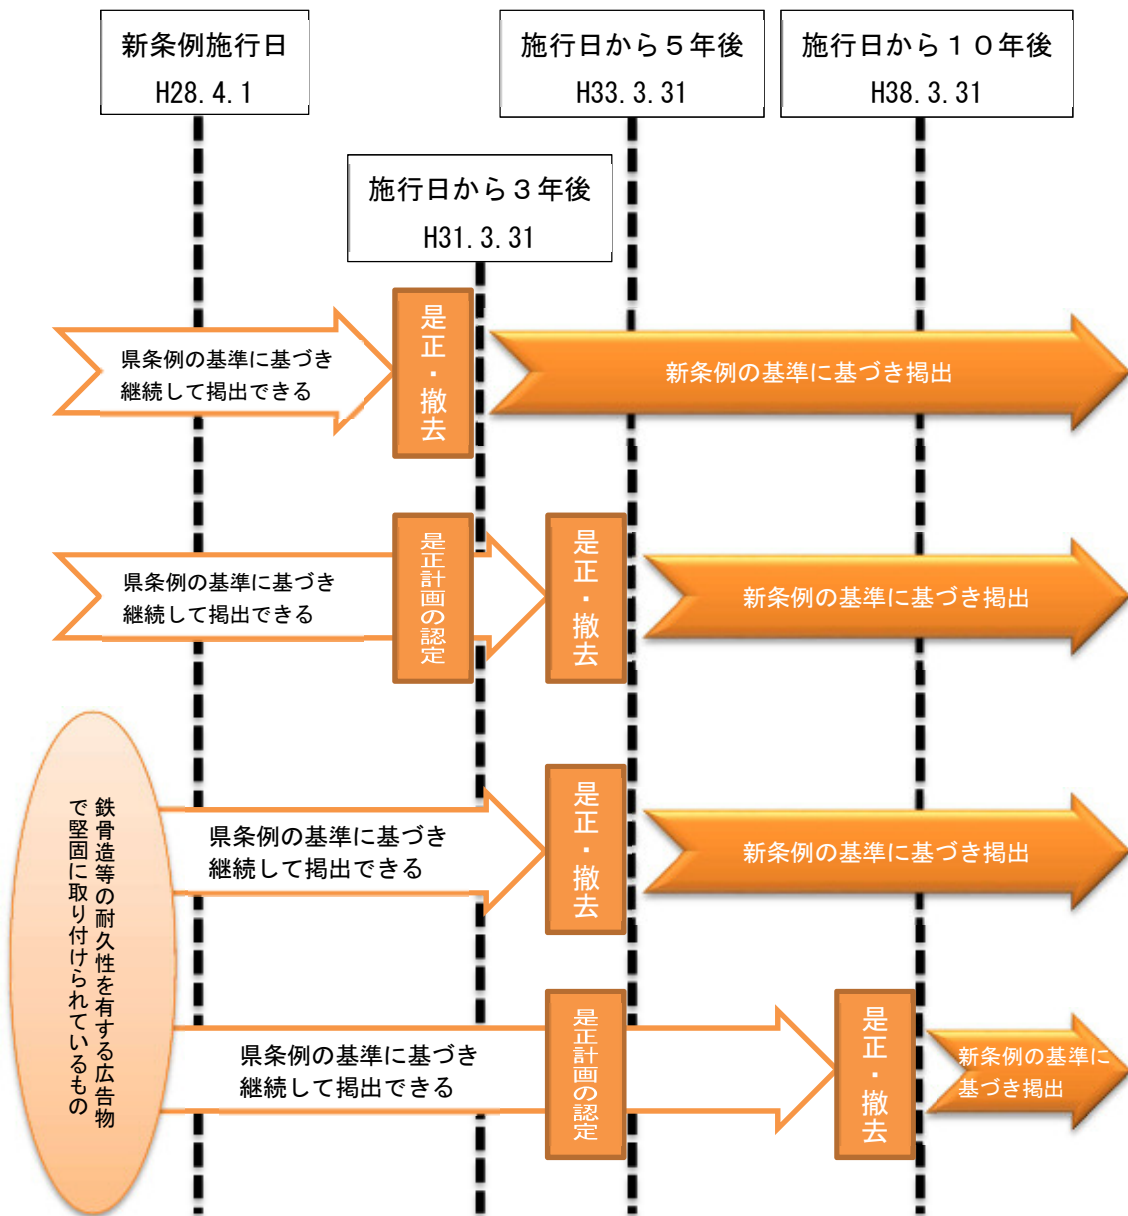 新条例施行日
H28.4.1
施行日から５年後
H33.3.31
施行日から１０年後
H38.3.31
施行日から３年後
H31.3.31
県条例の基準に基づき
継続して掲出できる
是正・撤去
新条例の基準に基づき掲出
県条例の基準に基づき
継続して掲出できる
是正計画の認定
是正・撤去
新条例の基準に基づき掲出
鉄骨造等の耐久性を有する広告物
で堅固に取り付けられているもの
県条例の基準に基づき
継続して掲出できる
是正・撤去
新条例の基準に基づき掲出
県条例の基準に基づき
継続して掲出できる
是正計画の認定
是正・撤去
新条例の基準に
基づき掲出